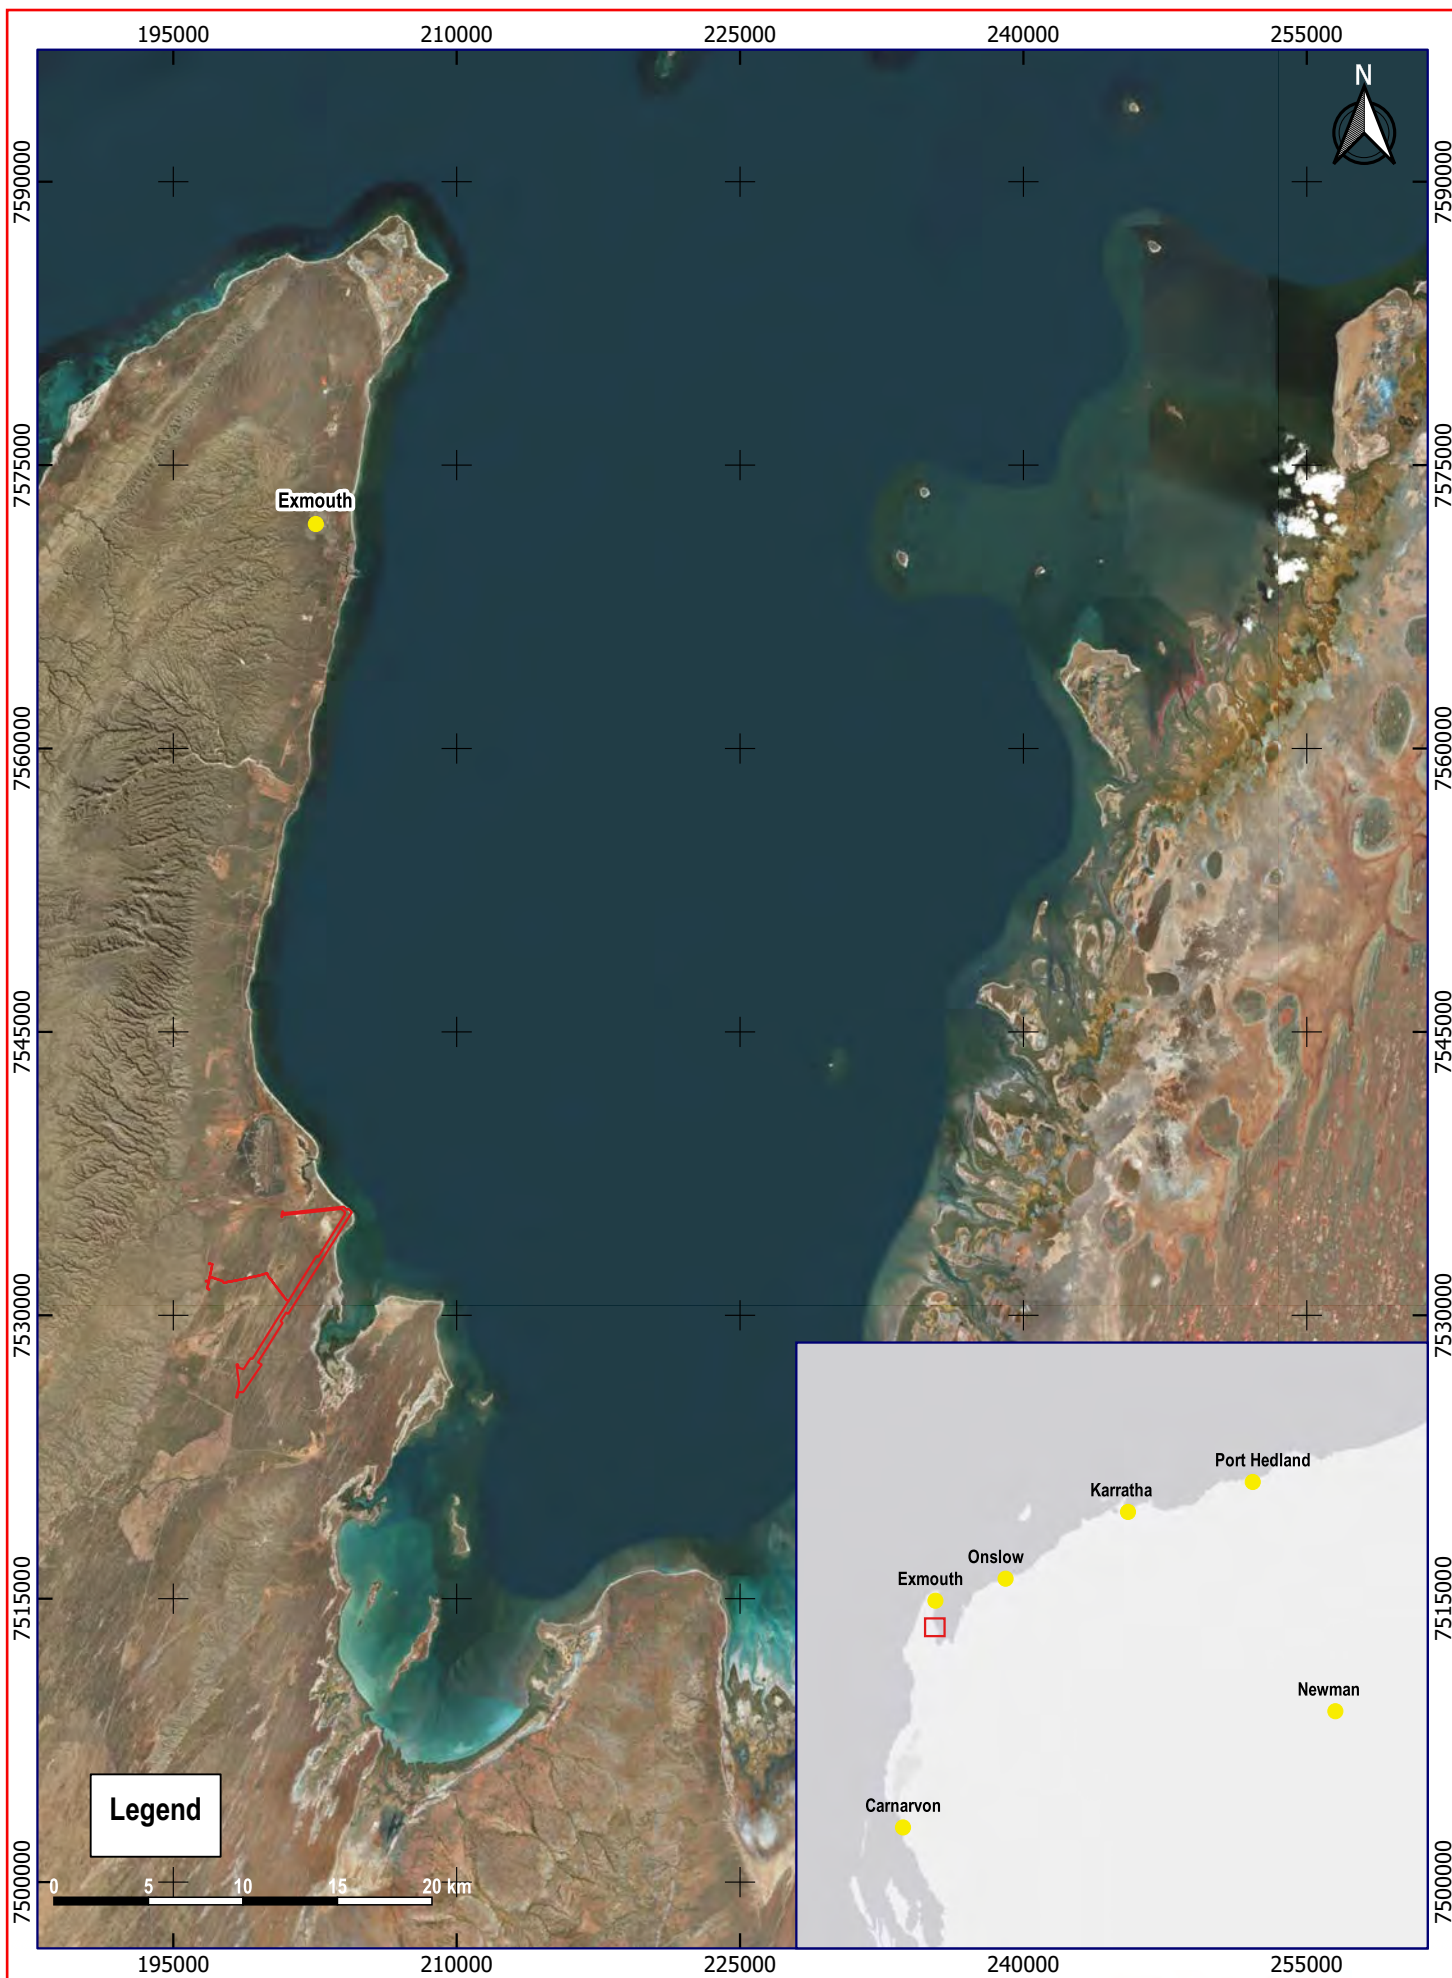 195000 210000 225000 240000 255000
N
7590000 7590000
7575000 7575000
Exmouth
7560000 7560000
7545000 7545000
7530000 7530000
Port Hedland
Karratha
Onslow
Exmouth
7515000 7515000
Newman
Carnarvon
Legend
7500000 7500000
0 5 10 15 20 km
195000 210000 225000 240000 255000